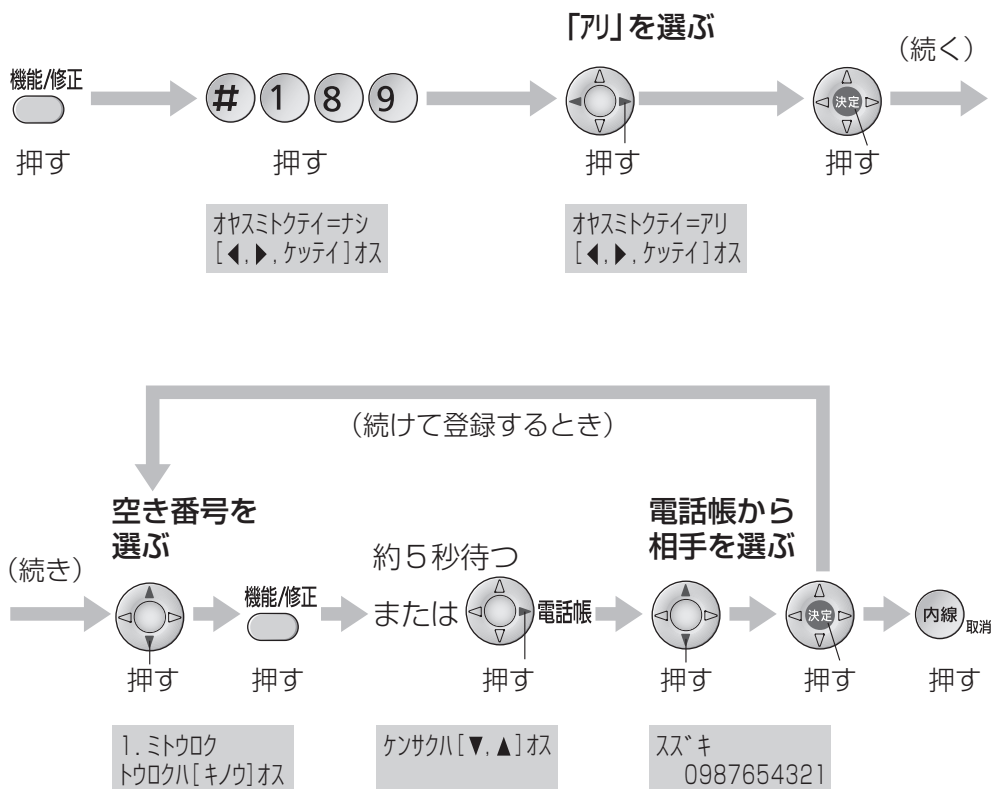 「アリ」を選ぶ
(続く)
機能/修正
# 1 8 9
決定
押す
押す
押す
押す
オヤスミトクテイ=ナシ
[◀,▶,ケッテイ]オス
オヤスミトクテイ=アリ
[◀,▶,ケッテイ]オス
(続けて登録するとき)
空き番号を
選ぶ
電話帳から
相手を選ぶ
(続き)
約5秒待つ
機能/修正
または
電話帳
決定
内線
取消
押す
押す
押す
押す
押す
押す
1.ミトウロク
トウロクハ[キノウ]オス
ケンサクハ[▼,▲]オス
スズキ
0987654321